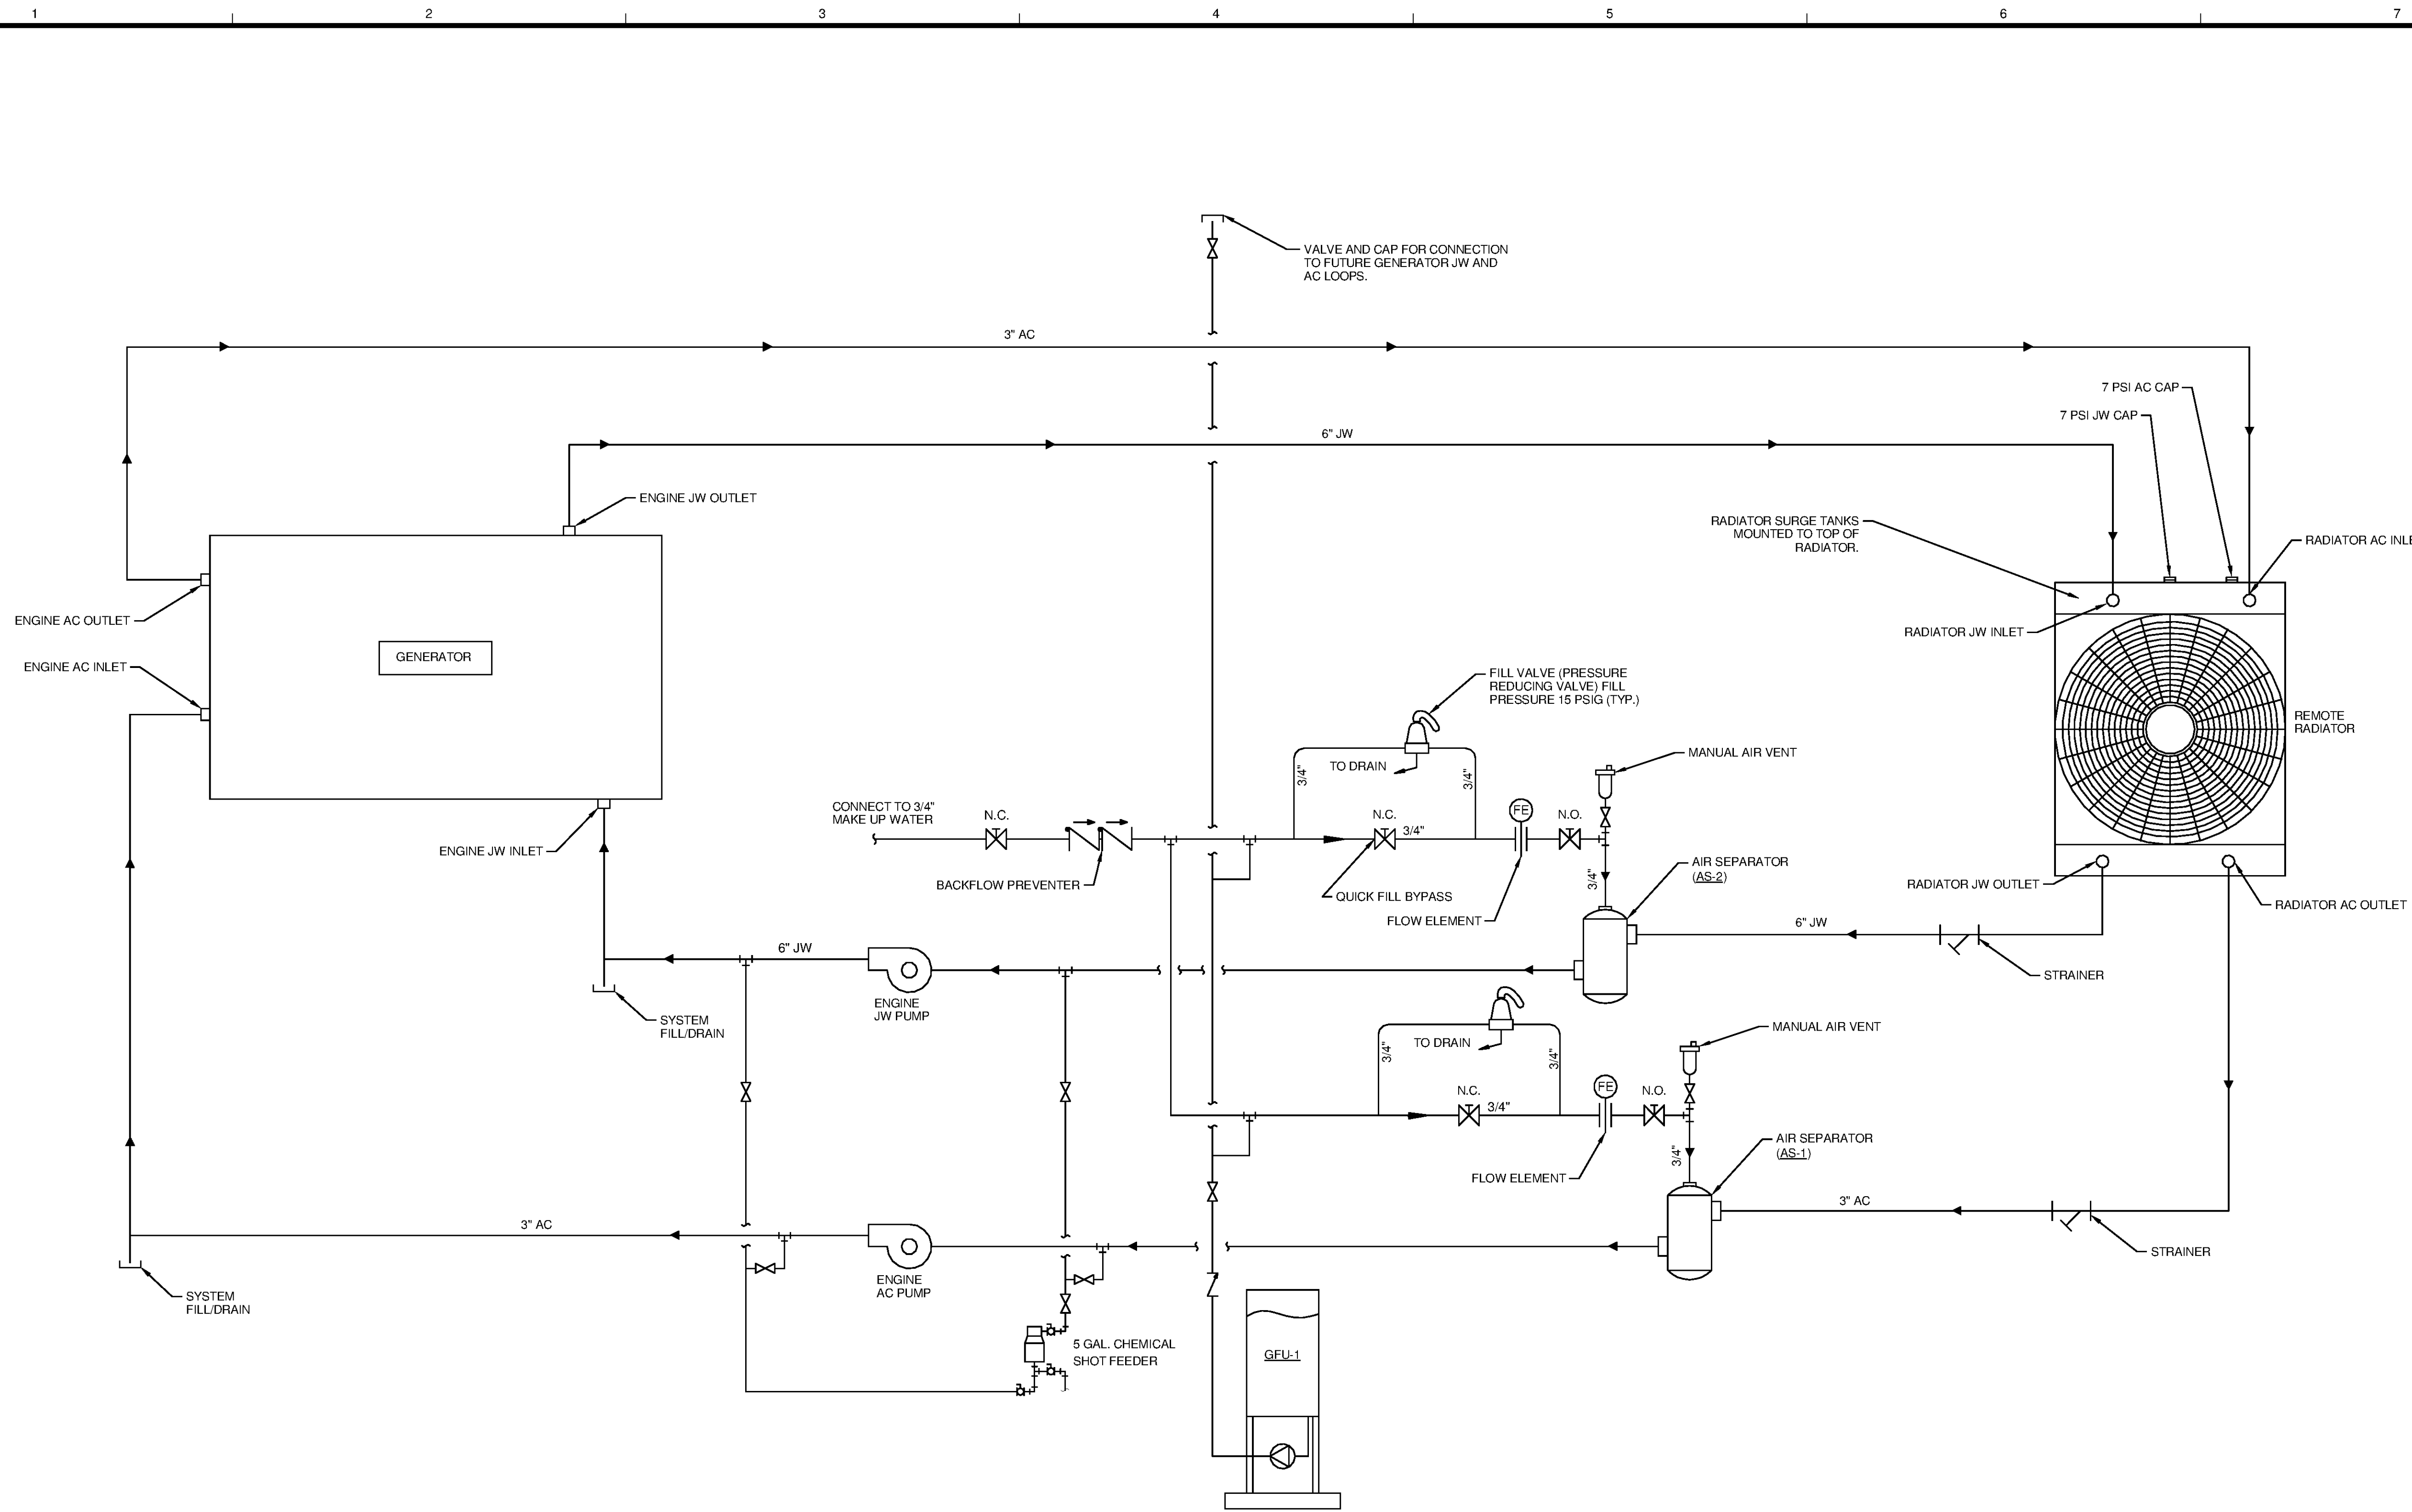 1
2
3
4
5
6
7
VALVE AND CAP FOR CONNECTION
TO FUTURE GENERATOR JW AND
AC LOOPS.
3" AC
7 PSI AC CAP
7 PSI JW CAP
6" JW
ENGINE JW OUTLET
RADIATOR SURGE TANKS
MOUNTED TO TOP OF
RADIATOR.
RADIATOR AC INLE
ENGINE AC OUTLET
RADIATOR JW INLET
GENERATOR
ENGINE AC INLET
FILL VALVE (PRESSURE
REDUCING VALVE) FILL
PRESSURE 15 PSIG (TYP.)
REMOTE
RADIATOR
MANUAL AIR VENT
TO DRAIN
3/4"
3/4"
CONNECT TO 3/4"
MAKE UP WATER
N.C.
N.C.
3/4"
FE
N.O.
ENGINE JW INLET
BACKFLOW PREVENTER
QUICK FILL BYPASS
FLOW ELEMENT
3/4"
AIR SEPARATOR
(AS-2)
RADIATOR JW OUTLET
RADIATOR AC OUTLET
6" JW
6" JW
STRAINER
ENGINE
JW PUMP
SYSTEM
FILL/DRAIN
MANUAL AIR VENT
TO DRAIN
3/4"
3/4"
N.C.
3/4"
FE
N.O.
FLOW ELEMENT
3/4"
AIR SEPARATOR
(AS-1)
3" AC
3" AC
STRAINER
ENGINE
AC PUMP
SYSTEM
FILL/DRAIN
5 GAL. CHEMICAL
SHOT FEEDER
GFU-1